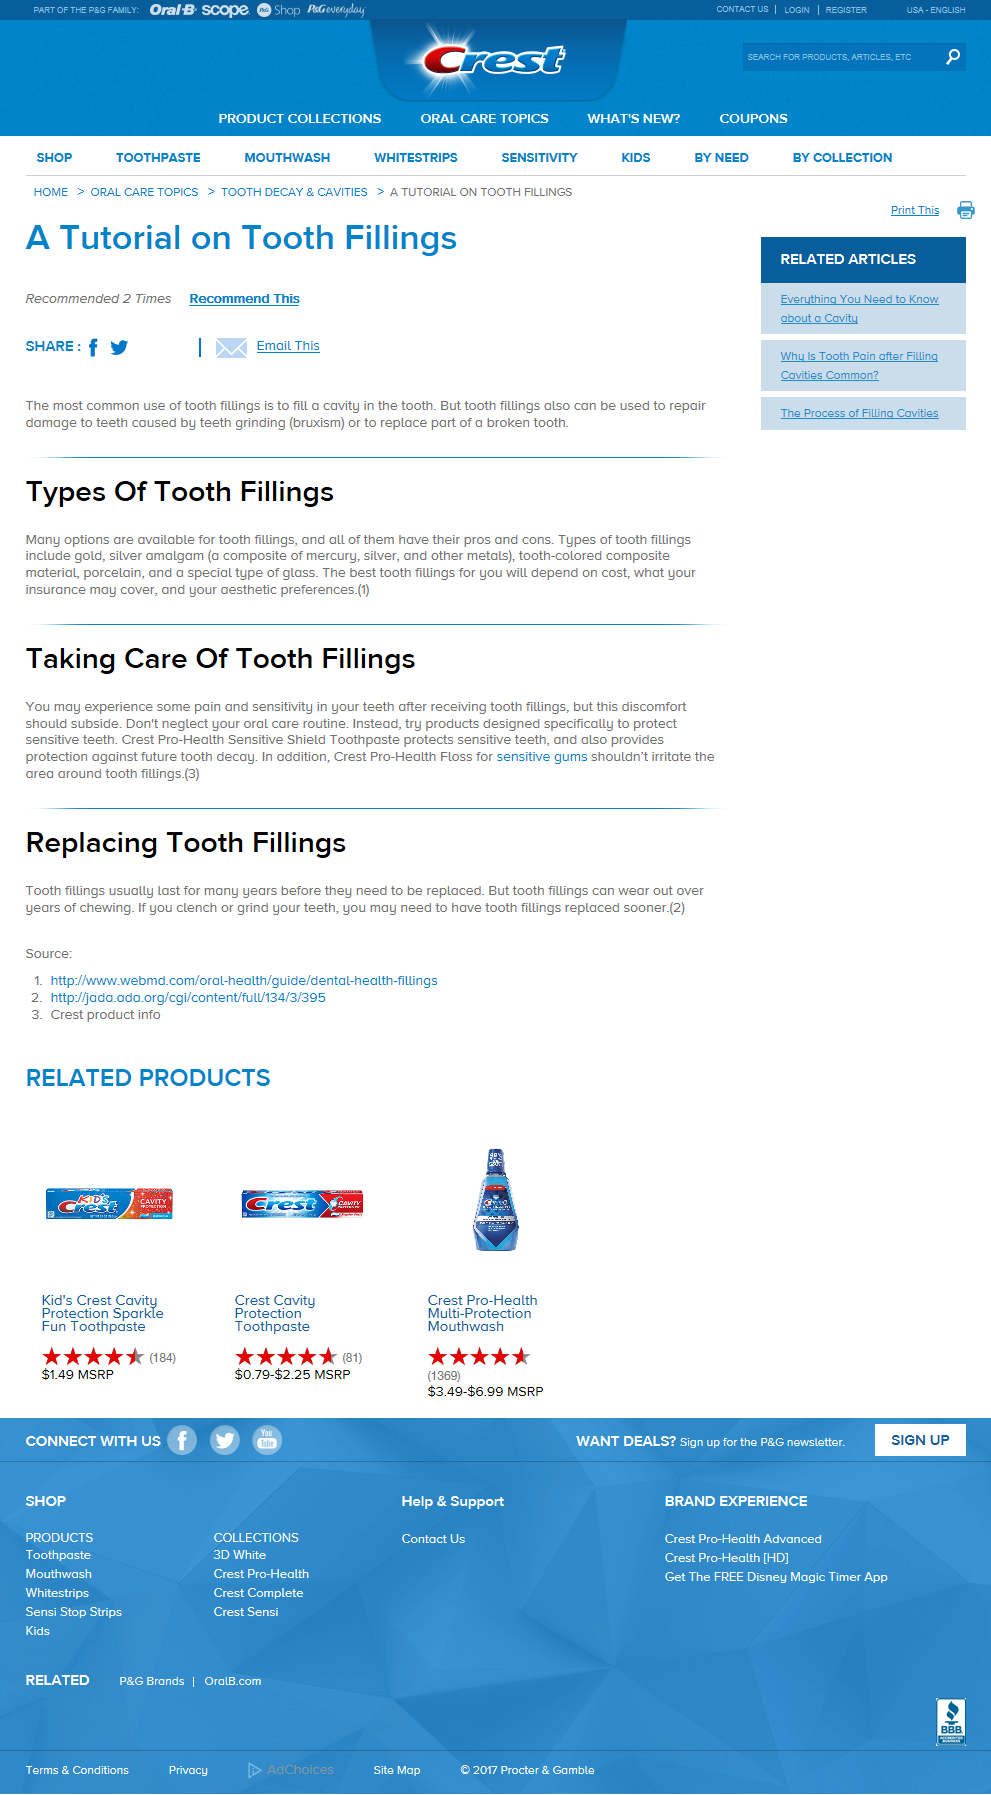 PART OF THE P&G FAMILY: Oral-B scope. P&G Shop P&G everyday
CONTACT US | LOGIN | REGISTER USA - ENGLISH
Crest
SEARCH FOR PRODUCTS, ARTICLES, ETC
PRODUCT COLLECTIONS ORAL CARE TOPICS WHAT'S NEW? COUPONS
SHOP TOOTHPASTE MOUTHWASH WHITESTRIPS SENSITIVITY KIDS BY NEED BY COLLECTION
HOME > ORAL CARE TOPICS > TOOTH DECAY & CAVITIES > A TUTORIAL ON TOOTH FILLINGS
Print This
A Tutorial on Tooth Fillings
Recommended 2 Times Recommend This
SHARE : | Email This
RELATED ARTICLES
Everything You Need to Know
about a Cavity
Why Is Tooth Pain after Filling
Cavities Common?
The Process of Filling Cavities
The most common use of tooth fillings is to fill a cavity in the tooth. But tooth fillings also can be used to repair
damage to teeth caused by teeth grinding (bruxism) or to replace part of a broken tooth.
Types Of Tooth Fillings
Many options are available for tooth fillings, and all of them have their pros and cons. Types of tooth fillings
include gold, silver amalgam (a composite of mercury, silver, and other metals), tooth-colored composite
material, porcelain, and a special type of glass. The best tooth fillings for you will depend on cost, what your
insurance may cover, and your aesthetic preferences.(1)
Taking Care Of Tooth Fillings
You may experience some pain and sensitivity in your teeth after receiving tooth fillings, but this discomfort
should subside. Don't neglect your oral care routine. Instead, try products designed specifically to protect
sensitive teeth. Crest Pro-Health Sensitive Shield Toothpaste protects sensitive teeth, and also provides
protection against future tooth decay. In addition, Crest Pro-Health Floss for sensitive gums shouldn't irritate the
area around tooth fillings.(3)
Replacing Tooth Fillings
Tooth fillings usually last for many years before they need to be replaced. But tooth fillings can wear out over
years of chewing. If you clench or grind your teeth, you may need to have tooth fillings replaced sooner.(2)
Source:
1. http://www.webmd.com/oral-health/guide/dental-health-fillings
2. http://jada.ada.org/cgi/content/full/134/3/395
3. Crest product info
RELATED PRODUCTS
KID'S Crest CAVITY PROTECTION
Crest CAVITY
Kid's Crest Cavity
Protection Sparkle
Fun Toothpaste
(184)
$1.49 MSRP
Crest Cavity
Protection
Toothpaste
(81)
$0.79-$2.25 MSRP
Crest Pro-Health
Multi-Protection
Mouthwash
(1369)
$3.49-$6.99 MSRP
CONNECT WITH US You Tube
WANT DEALS? Sign up for the P&G newsletter. SIGN UP
SHOP
PRODUCTS
Toothpaste
Mouthwash
Whitestrips
Sensi Stop Strips
Kids
COLLECTIONS
3D White
Crest Pro-Health
Crest Complete
Crest Sensi
Help & Support
Contact Us
BRAND EXPERIENCE
Crest Pro-Health Advanced
Crest Pro-Health [HD]
Get The FREE Disney Magic Timer App
RELATED P&G Brands | OralB.com
BBB
ACCREDITED
BUSINESS
Terms & Conditions Privacy AdChoices Site Map © 2017 Procter & Gamble